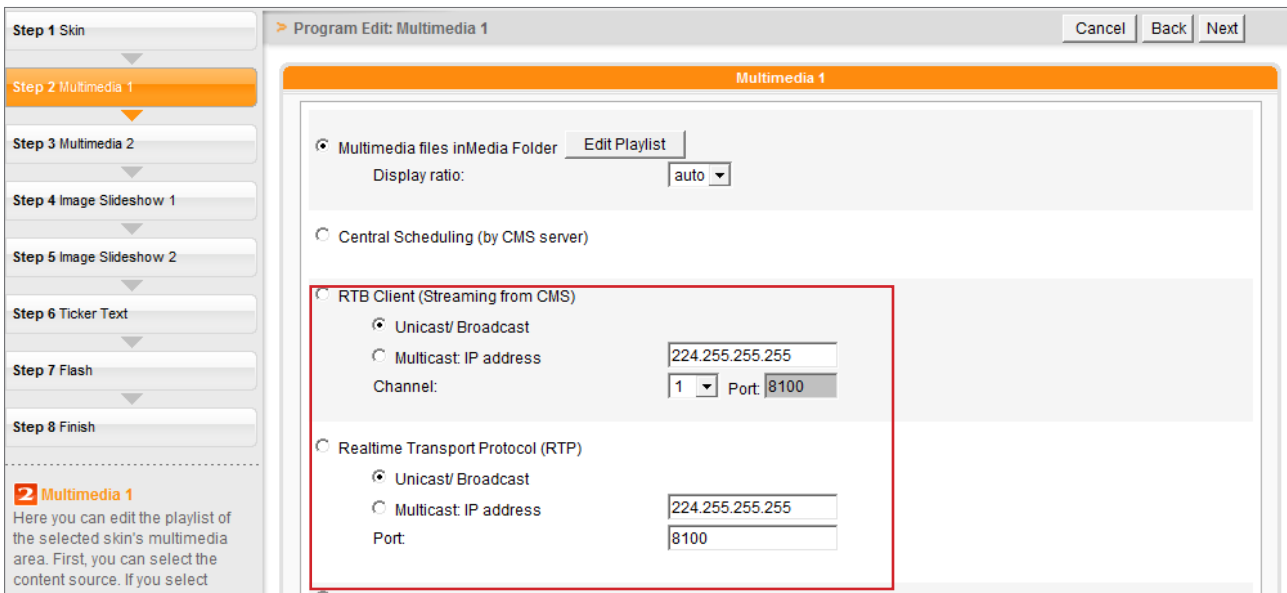 Step 1 Skin
Step 2 Multimedia 1
Step 3 Multimedia 2
Step 4 Image Slideshow 1
Step 5 Image Slideshow 2
Step 6 Ticker Text
Step 7 Flash
Step 8 Finish
2 Multimedia 1
Here you can edit the playlist of
the selected skin's multimedia
area. First, you can select the
content source. If you select
> Program Edit: Multimedia 1 Cancel Back Next
Multimedia 1
Multimedia files inMedia Folder Edit Playlist
Display ratio: auto
Central Scheduling (by CMS server)
RTB Client (Streaming from CMS)
Unicast/ Broadcast
Multicast: IP address 224.255.255.255
Channel: 1 Port: 8100
Realtime Transport Protocol (RTP)
Unicast/ Broadcast
Multicast: IP address 224.255.255.255
Port: 8100